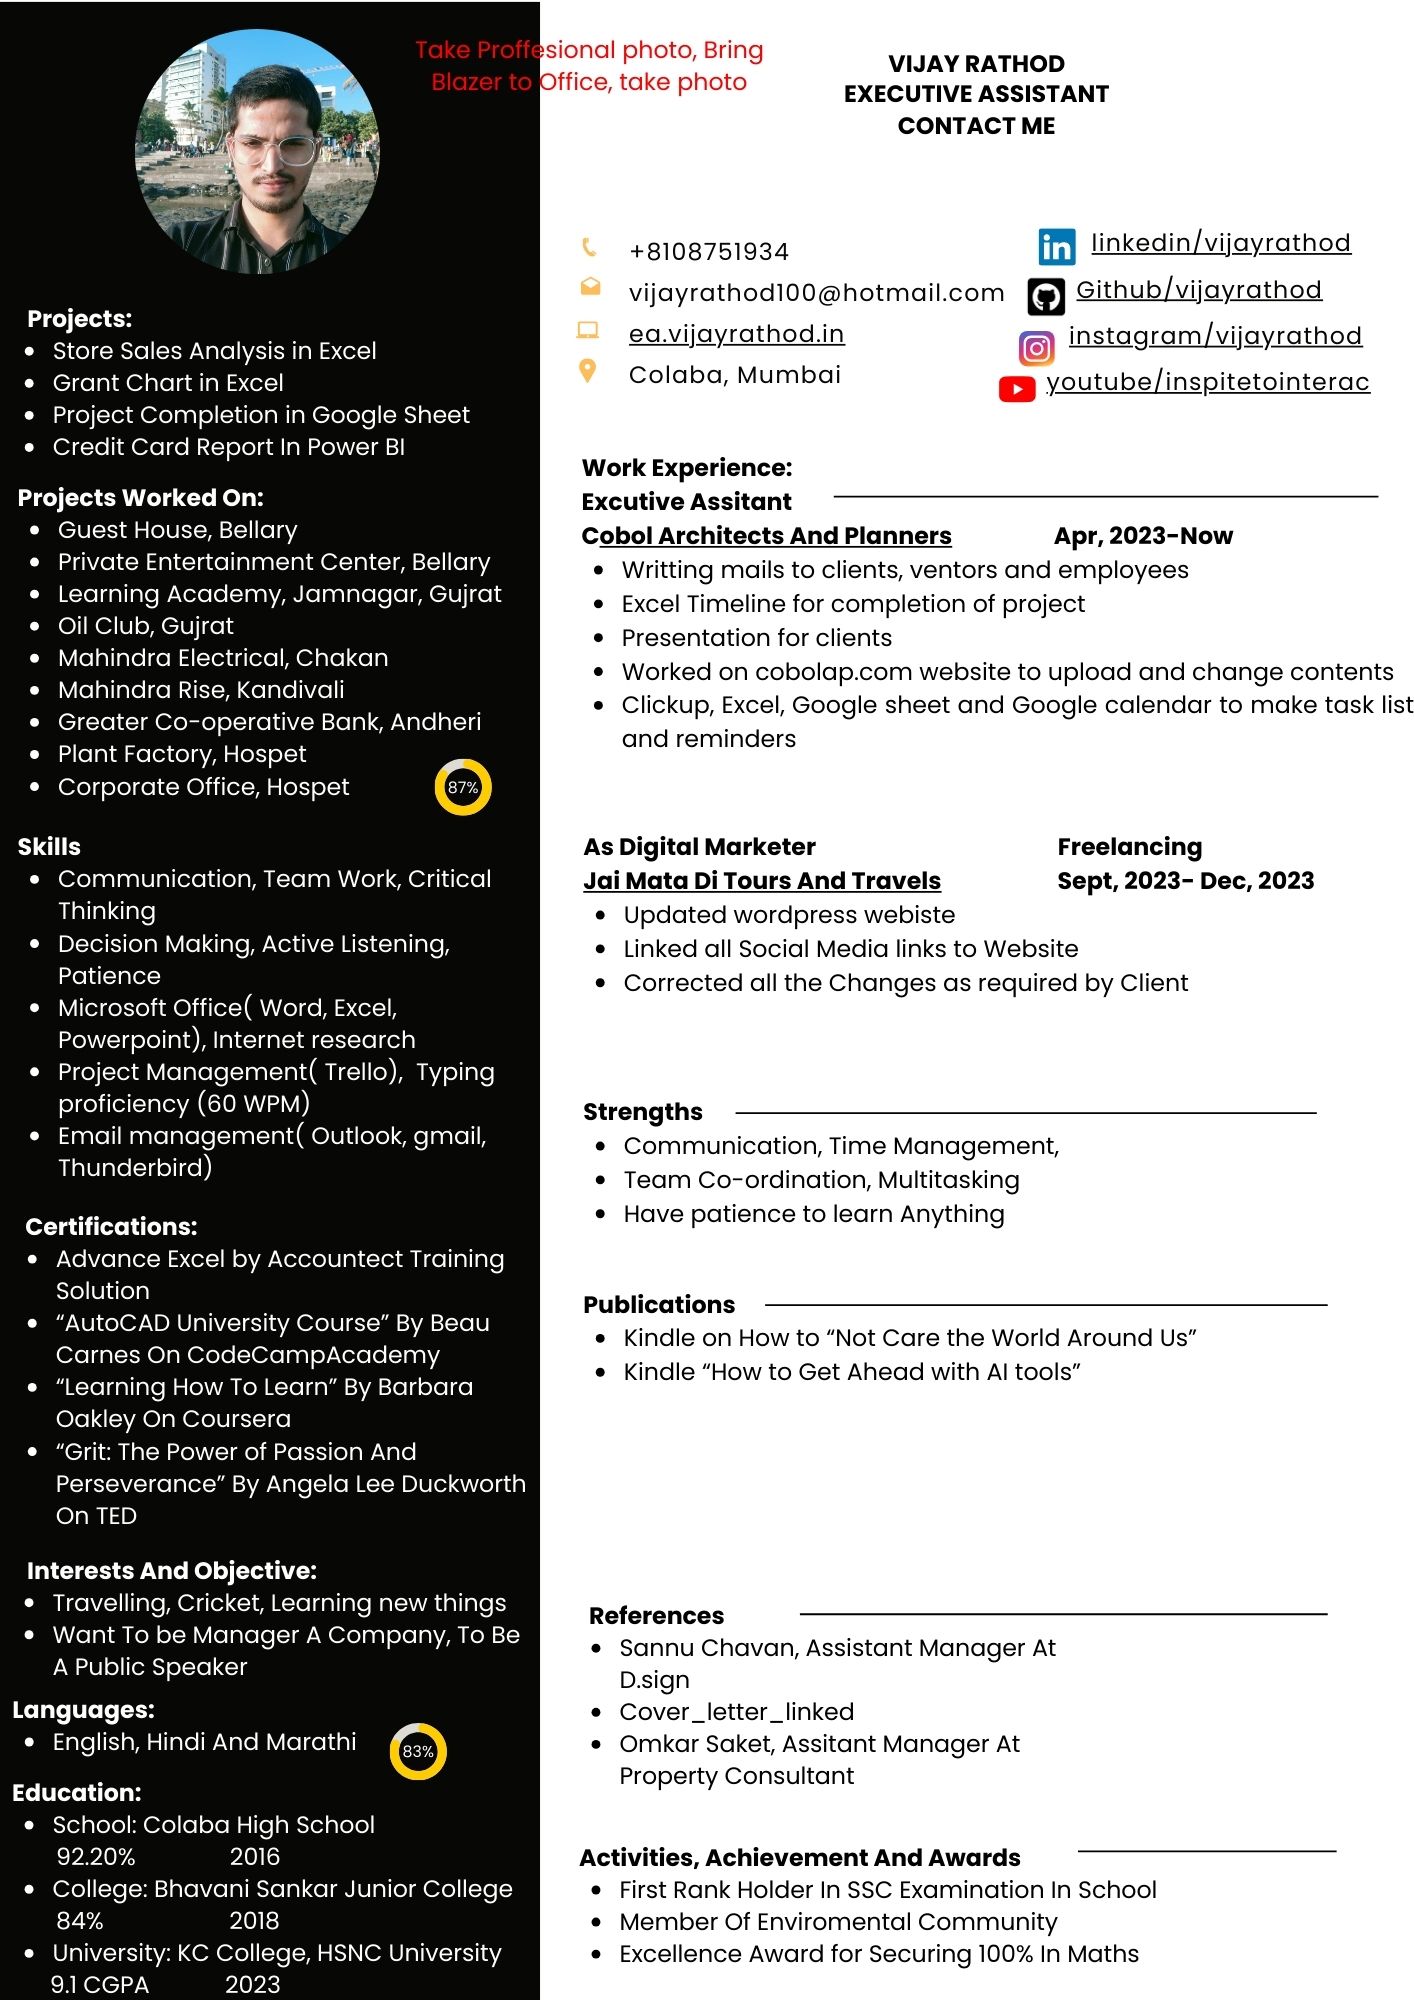 Take Proffesional photo, Bring
Blazer to Office, take photo
VIJAY RATHOD
EXECUTIVE ASSISTANT
CONTACT ME
+8108751934
vijayrathod100@hotmail.com
ea.vijayrathod.in
Colaba, Mumbai
linkedin/vijayrathod
Github/vijayrathod
instagram/vijayrathod
youtube/inspitetointerac
Projects:
Store Sales Analysis in Excel
Grant Chart in Excel
Project Completion in Google Sheet
Credit Card Report In Power BI
Projects Worked On:
Guest House, Bellary
Private Entertainment Center, Bellary
Learning Academy, Jamnagar, Gujrat
Oil Club, Gujrat
Mahindra Electrical, Chakan
Mahindra Rise, Kandivali
Greater Co-operative Bank, Andheri
Plant Factory, Hospet
Corporate Office, Hospet
87%
Skills
Communication, Team Work, Critical
Thinking
Decision Making, Active Listening,
Patience
Microsoft Office( Word, Excel,
Powerpoint), Internet research
Project Management( Trello),  Typing
proficiency (60 WPM)
Email management( Outlook, gmail,
Thunderbird)
Certifications:
Advance Excel by Accountect Training
Solution
“AutoCAD University Course” By Beau
Carnes On CodeCampAcademy
“Learning How To Learn” By Barbara
Oakley On Coursera
“Grit: The Power of Passion And
Perseverance” By Angela Lee Duckworth
On TED
Interests And Objective:
Travelling, Cricket, Learning new things
Want To be Manager A Company, To Be
A Public Speaker
Languages:
English, Hindi And Marathi
83%
Education:
School: Colaba High School
92.20% 2016
College: Bhavani Sankar Junior College
84% 2018
University: KC College, HSNC University
9.1 CGPA 2023
Work Experience:
Excutive Assitant
Cobol Architects And Planners Apr, 2023-Now
Writting mails to clients, ventors and employees
Excel Timeline for completion of project
Presentation for clients
Worked on cobolap.com website to upload and change contents
Clickup, Excel, Google sheet and Google calendar to make task list
and reminders
As Digital Marketer Freelancing
Jai Mata Di Tours And Travels Sept, 2023- Dec, 2023
Updated wordpress webiste
Linked all Social Media links to Website
Corrected all the Changes as required by Client
Strengths
Communication, Time Management,
Team Co-ordination, Multitasking
Have patience to learn Anything
Publications
Kindle on How to “Not Care the World Around Us”
Kindle “How to Get Ahead with AI tools”
References
Sannu Chavan, Assistant Manager At
D.sign
Cover_letter_linked
Omkar Saket, Assitant Manager At
Property Consultant
Activities, Achievement And Awards
First Rank Holder In SSC Examination In School
Member Of Enviromental Community
Excellence Award for Securing 100% In Maths